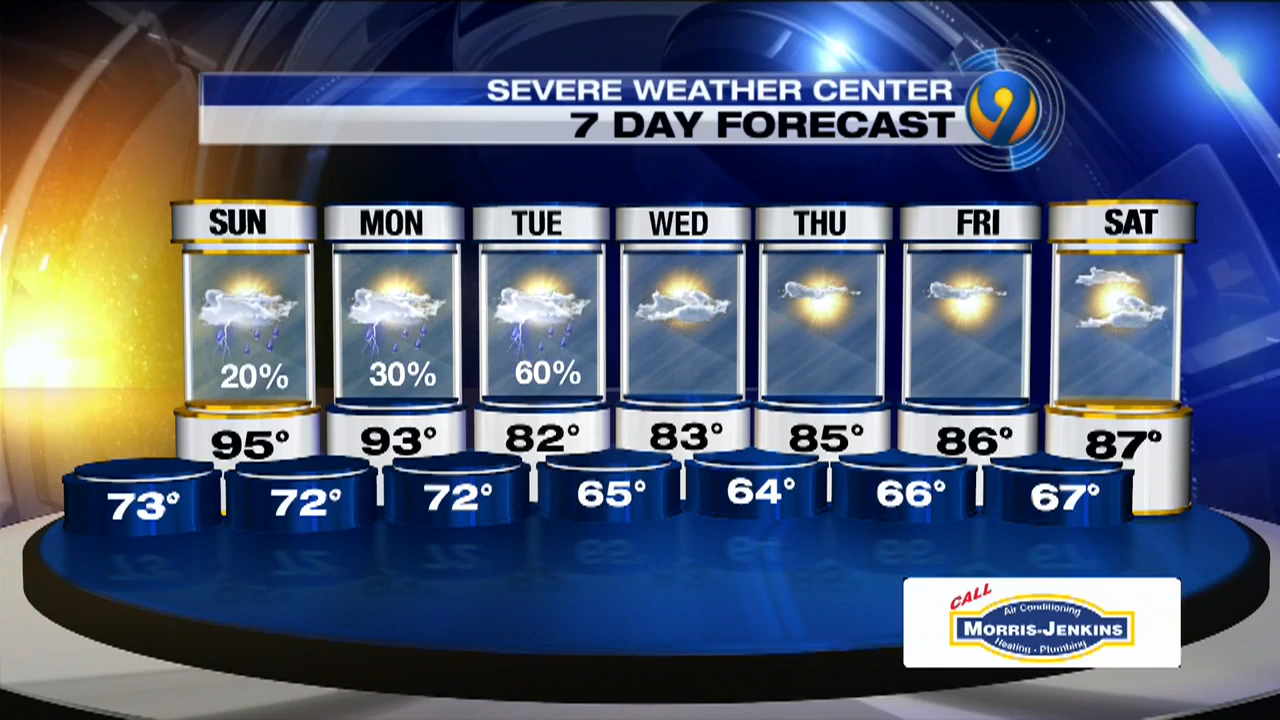 SEVERE WEATHER CENTER 9
7 DAY FORECAST
SUN MON TUE WED THU FRI SAT
20% 30% 60%
95° 93° 82° 83° 85° 86° 87°
73° 72° 72° 65° 64° 66° 67°
CALL
Air Conditioning
MORRIS-JENKINS
Heating - Plumbing